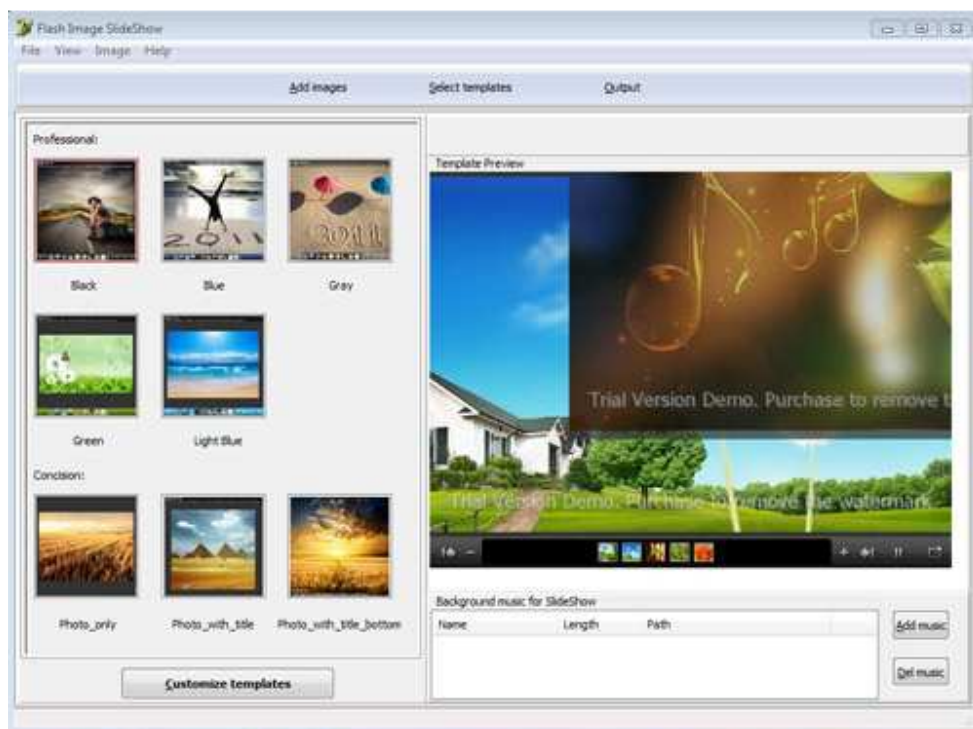 Flash Image SlideShow
File View Image Help
Add images Select templates Output
Professional:
Template Preview
2011
2011
Black Blue Gray
Trial Version Demo. Purchase to remove t
Green Light Blue
Concision:
Trial Version Demo. Purchase to remove the watermark
Background music for SlideShow
Photo_only Photo_with_title Photo_with_title_bottom
Name Length Path
Add music
Del music
Customize templates